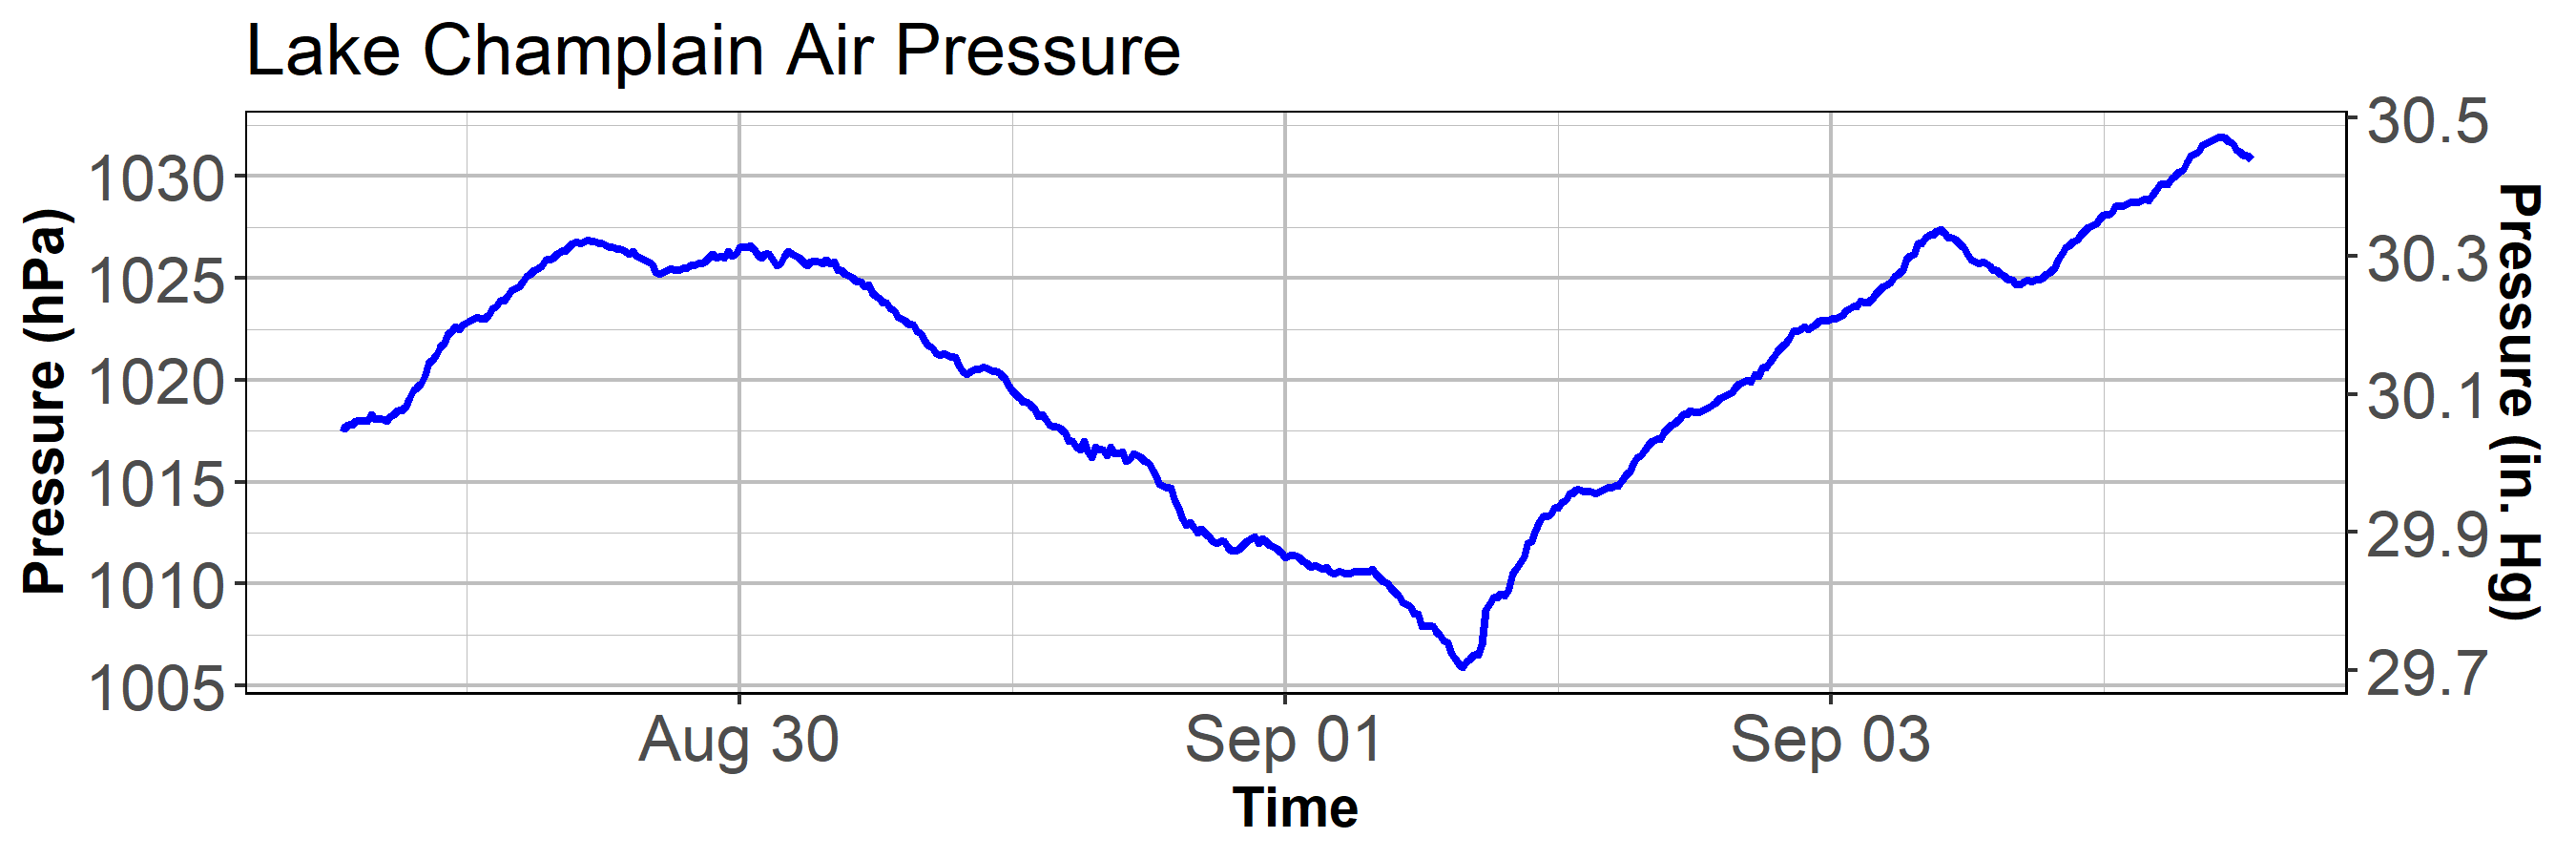 Lake Champlain Air Pressure
Pressure (hPa)
1030
1025
1020
1015
1010
1005
30.5
30.3
30.1
29.9
29.7
Pressure (in. Hg)
Aug 30 Sep 01 Sep 03
Time